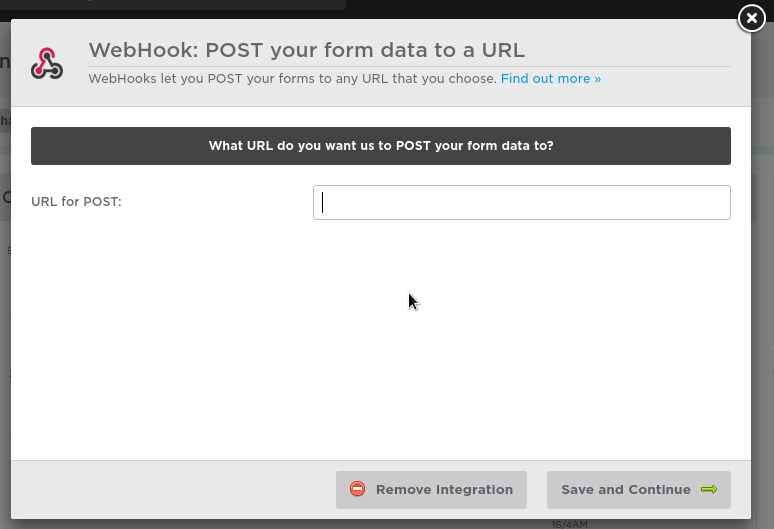 WebHook: POST your form data to a URL
WebHooks let you POST your forms to any URL that you choose. Find out more »
What URL do you want us to POST your form data to?
URL for POST:
Remove Integration
Save and Continue
16/4AM